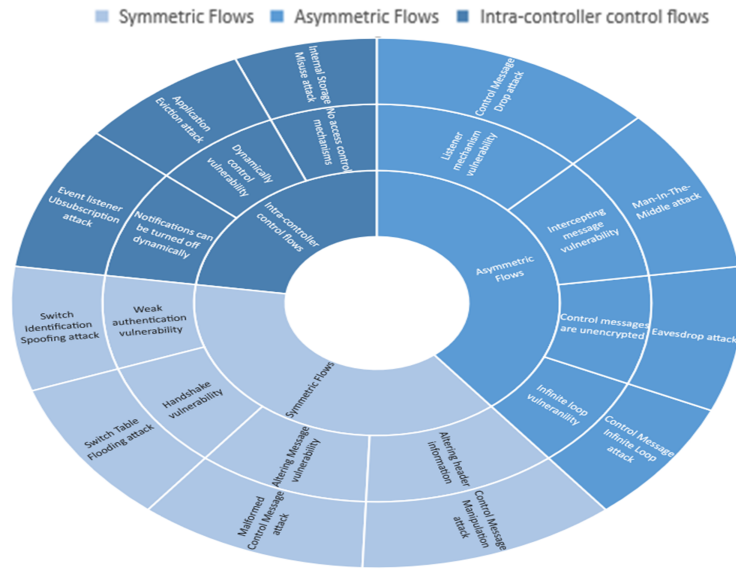 Symmetric Flows
Asymmetric Flows
Intra-controller control flows
Control Message
Drop attack
Listener
mechanism
vulnerability
Man-In-The-
Middle attack
Intercepting
message
vulnerability
Asymmetric
Flows
Control messages
are unencrypted
Eavesdrop attack
Infinite loop
vulneranility
Control Message
Infinite Loop
attack
Altering header
information
Control Message
Manipulation
attack
Altering Message
vulnerability
Malformed
Control Message
attack
Symmetric Flows
Handshake
vulnerability
Switch Table
Flooding attack
Weak
authentication
vulnerability
Switch
Identification
Spoofing attack
Notifications can
be turned off
dynamically
Event listener
Ubsubscription
attack
Intra-controller
control flows
Dynamically
control
vulnerability
Application
Eviction attack
No access control
mechanisms
Internal Storage
Misuse attack